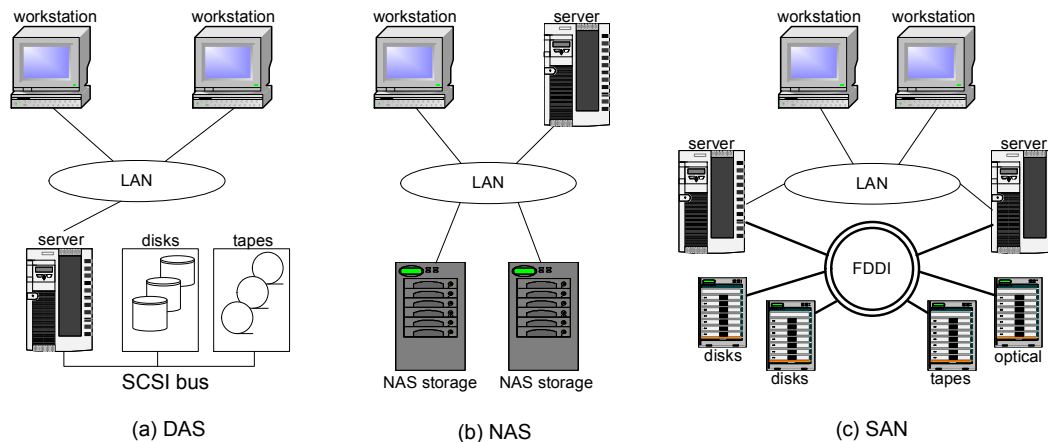 workstation
workstation
LAN
server
disks
tapes
SCSI bus
(a) DAS
workstation
server
LAN
NAS storage
NAS storage
(b) NAS
workstation
workstation
server
server
LAN
FDDI
disks
disks
tapes
optical
(c) SAN